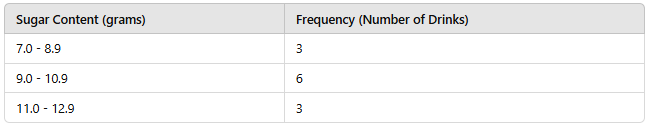 Sugar Content (grams) Frequency (Number of Drinks)
7.0 - 8.9 3
9.0 - 10.9 6
11.0 - 12.9 3